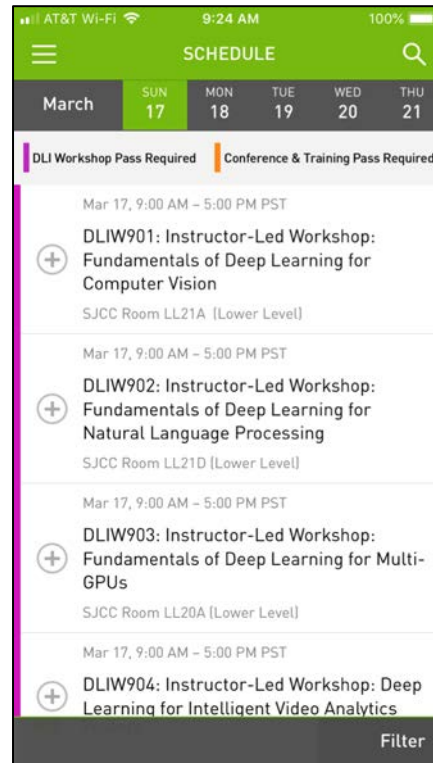 AT&T Wi-Fi 9:24 AM 100%
SCHEDULE
March SUN 17 MON 18 TUE 19 WED 20 THU 21
DLI Workshop Pass Required Conference & Training Pass Required
Mar 17, 9:00 AM – 5:00 PM PST
DLIW901: Instructor-Led Workshop:
Fundamentals of Deep Learning for
Computer Vision
SJCC Room LL21A (Lower Level)
Mar 17, 9:00 AM – 5:00 PM PST
DLIW902: Instructor-Led Workshop:
Fundamentals of Deep Learning for
Natural Language Processing
SJCC Room LL21D (Lower Level)
Mar 17, 9:00 AM – 5:00 PM PST
DLIW903: Instructor-Led Workshop:
Fundamentals of Deep Learning for Multi-
GPUs
SJCC Room LL20A (Lower Level)
Mar 17, 9:00 AM – 5:00 PM PST
DLIW904: Instructor-Led Workshop: Deep
Learning for Intelligent Video Analytics
Filter